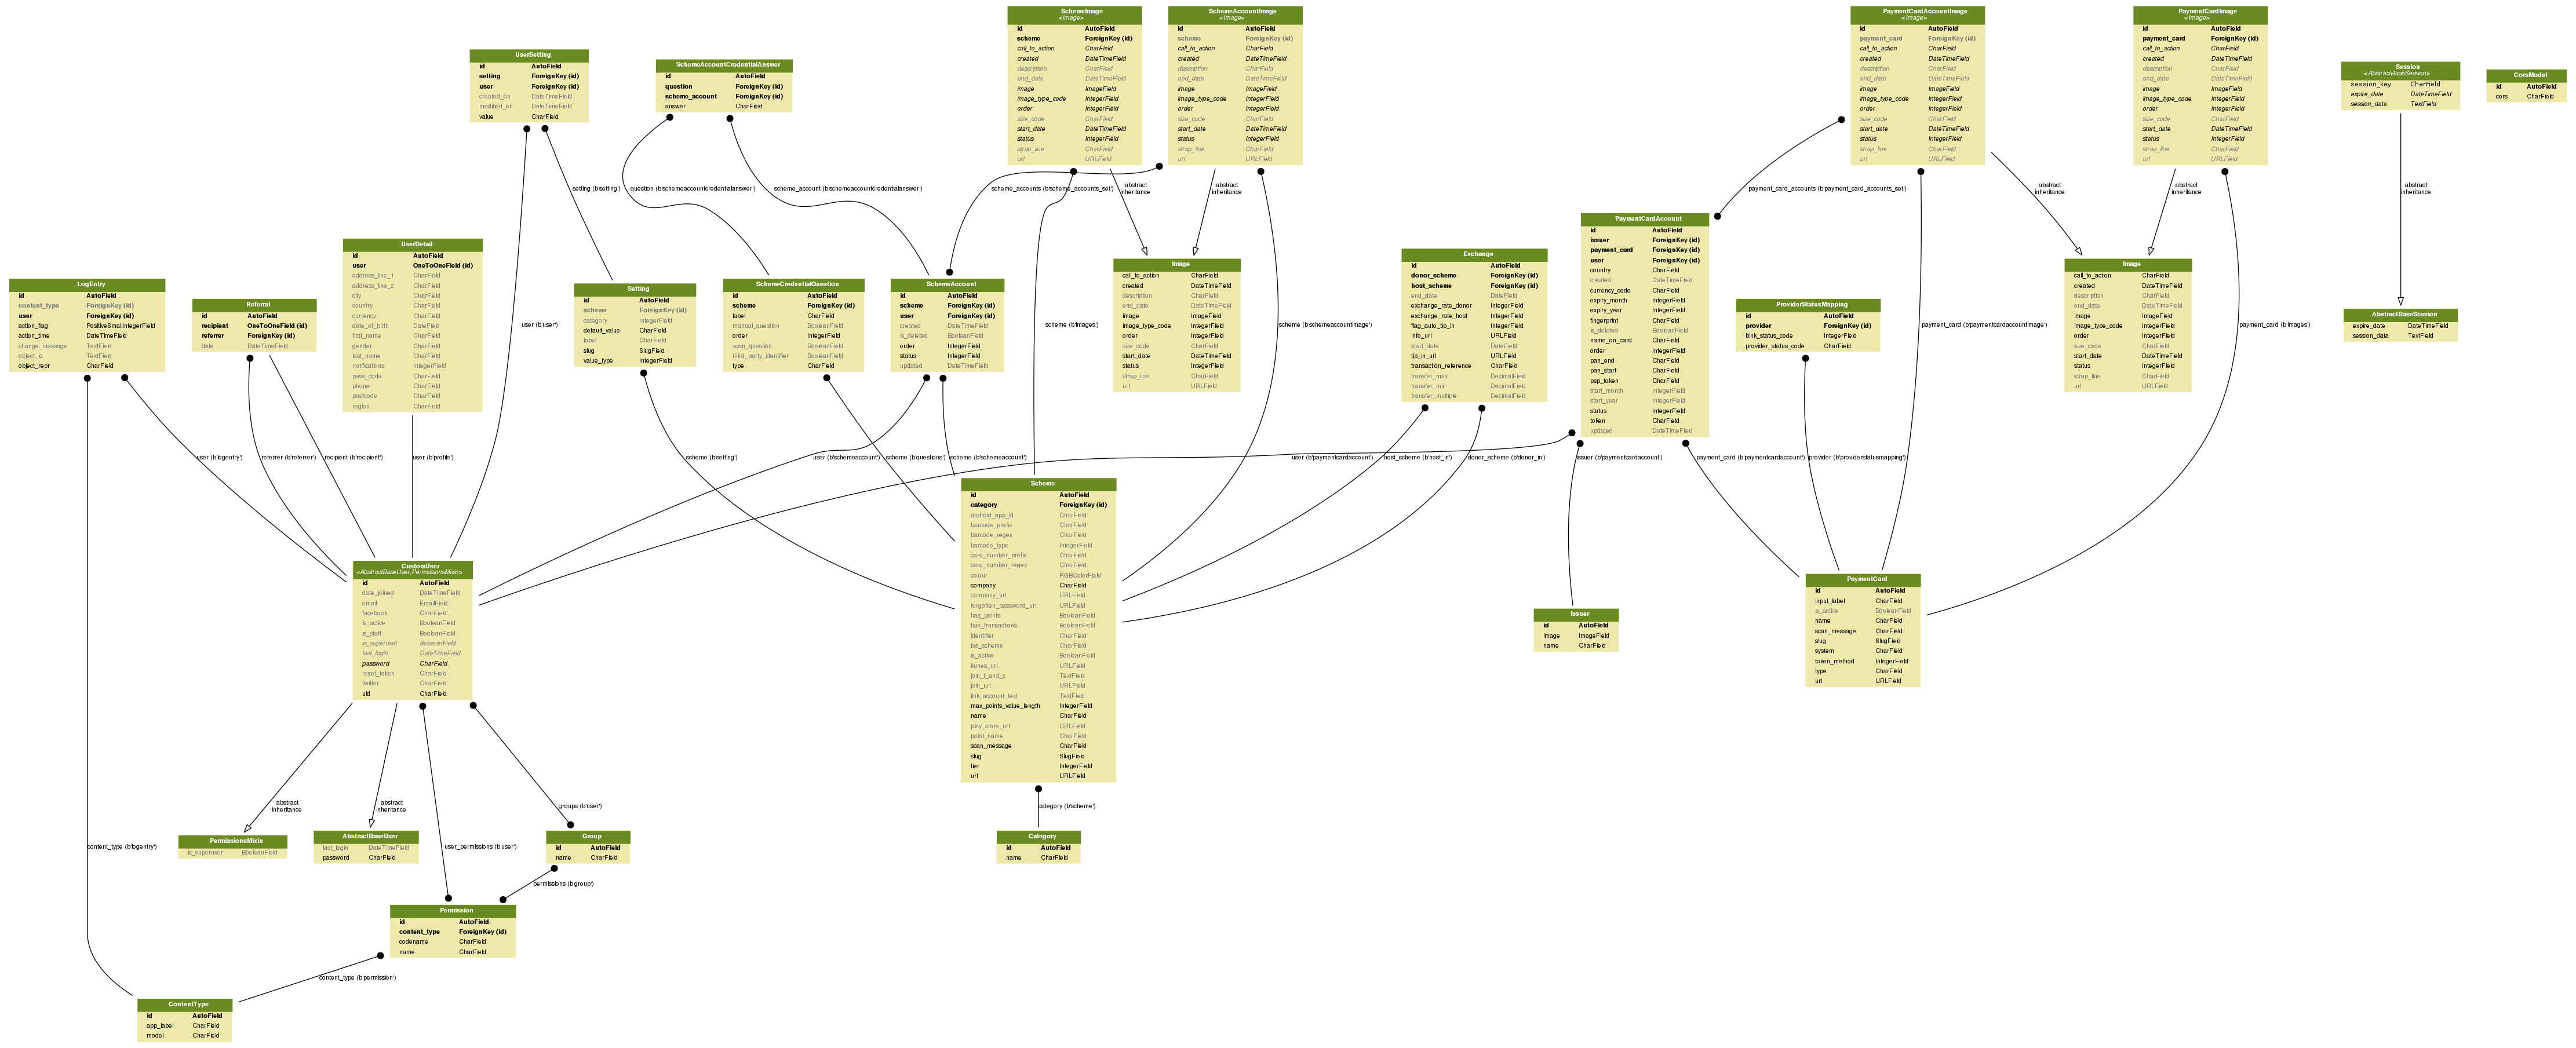 SchemeImage
<Image>
id AutoField
scheme ForeignKey (id)
call_to_action CharField
created DateTimeField
description CharField
end_date DateTimeField
image ImageField
image_type_code IntegerField
order IntegerField
size_code CharField
start_date DateTimeField
status IntegerField
strap_line CharField
url URLField
SchemeAccountImage
<Image>
id AutoField
scheme ForeignKey (id)
call_to_action CharField
created DateTimeField
description CharField
end_date DateTimeField
image ImageField
image_type_code IntegerField
order IntegerField
size_code CharField
start_date DateTimeField
status IntegerField
strap_line CharField
url URLField
PaymentCardAccountImage
<Image>
id AutoField
payment_card ForeignKey (id)
call_to_action CharField
created DateTimeField
description CharField
end_date DateTimeField
image ImageField
image_type_code IntegerField
order IntegerField
size_code CharField
start_date DateTimeField
status IntegerField
strap_line CharField
url URLField
PaymentCardImage
<Image>
id AutoField
payment_card ForeignKey (id)
call_to_action CharField
created DateTimeField
description CharField
end_date DateTimeField
image ImageField
image_type_code IntegerField
order IntegerField
size_code CharField
start_date DateTimeField
status IntegerField
strap_line CharField
url URLField
UserSetting
id AutoField
setting ForeignKey (id)
user ForeignKey (id)
created_on DateTimeField
modified_on DateTimeField
value CharField
SchemeAccountCredentialAnswer
id AutoField
question ForeignKey (id)
scheme_account ForeignKey (id)
answer CharField
Session
<AbstractBaseSession>
session_key CharField
expire_date DateTimeField
session_data TextField
CorsModel
id AutoField
cors CharField
setting (b'setting')
question (b'schemeaccountcredentialanswer')
scheme_account (b'schemeaccountcredentialanswer')
scheme_accounts (b'scheme_accounts_set')
abstract
inheritance
abstract
inheritance
payment_card_accounts (b'payment_card_accounts_set')
abstract
inheritance
abstract
inheritance
abstract
inheritance
LogEntry
id AutoField
content_type ForeignKey (id)
user ForeignKey (id)
action_flag PositiveSmallIntegerField
action_time DateTimeField
change_message TextField
object_id TextField
object_repr CharField
Referral
id AutoField
recipient OneToOneField (id)
referrer ForeignKey (id)
date DateTimeField
UserDetail
id AutoField
user OneToOneField (id)
address_line_1 CharField
address_line_2 CharField
city CharField
country CharField
currency CharField
date_of_birth DateField
first_name CharField
gender CharField
last_name CharField
notifications IntegerField
pass_code CharField
phone CharField
postcode CharField
region CharField
user (b'user')
Setting
id AutoField
scheme ForeignKey (id)
category IntegerField
default_value CharField
label CharField
slug SlugField
value_type IntegerField
SchemeCredentialQuestion
id AutoField
scheme ForeignKey (id)
label CharField
manual_question BooleanField
order IntegerField
scan_question BooleanField
third_party_identifier BooleanField
type CharField
SchemeAccount
id AutoField
scheme ForeignKey (id)
user ForeignKey (id)
created DateTimeField
is_deleted BooleanField
order IntegerField
status IntegerField
updated DateTimeField
scheme (b'images')
Image
call_to_action CharField
created DateTimeField
description CharField
end_date DateTimeField
image ImageField
image_type_code IntegerField
order IntegerField
size_code CharField
start_date DateTimeField
status IntegerField
strap_line CharField
url URLField
scheme (b'schemeaccountimage')
Exchange
id AutoField
donor_scheme ForeignKey (id)
host_scheme ForeignKey (id)
end_date DateField
exchange_rate_donor IntegerField
exchange_rate_host IntegerField
flag_auto_tip_in IntegerField
info_url URLField
start_date DateField
tip_in_url URLField
transaction_reference CharField
transfer_max DecimalField
transfer_min DecimalField
transfer_multiple DecimalField
PaymentCardAccount
id AutoField
issuer ForeignKey (id)
payment_card ForeignKey (id)
user ForeignKey (id)
country CharField
created DateTimeField
currency_code CharField
expiry_month IntegerField
expiry_year IntegerField
fingerprint CharField
is_deleted BooleanField
name_on_card CharField
order IntegerField
pan_end CharField
pan_start CharField
psp_token CharField
start_month IntegerField
start_year IntegerField
status IntegerField
token CharField
updated DateTimeField
ProviderStatusMapping
id AutoField
provider ForeignKey (id)
bink_status_code IntegerField
provider_status_code CharField
payment_card (b'paymentcardaccountimage')
Image
call_to_action CharField
created DateTimeField
description CharField
end_date DateTimeField
image ImageField
image_type_code IntegerField
order IntegerField
size_code CharField
start_date DateTimeField
status IntegerField
strap_line CharField
url URLField
payment_card (b'images')
AbstractBaseSession
expire_date DateTimeField
session_data TextField
user (b'logentry')
referrer (b'referrer')
recipient (b'recipient')
user (b'profile')
scheme (b'setting')
user (b'schemeaccount')
scheme (b'questions')
scheme (b'schemeaccount')
user (b'paymentcardaccount')
host_scheme (b'host_in')
donor_scheme (b'donor_in')
issuer (b'paymentcardaccount')
payment_card (b'paymentcardaccount')
provider (b'providerstatusmapping')
CustomUser
<AbstractBaseUser,PermissionsMixin>
id AutoField
date_joined DateTimeField
email EmailField
facebook CharField
is_active BooleanField
is_staff BooleanField
is_superuser BooleanField
last_login DateTimeField
password CharField
reset_token CharField
twitter CharField
uid CharField
Scheme
id AutoField
category ForeignKey (id)
android_app_id CharField
barcode_prefix CharField
barcode_regex CharField
barcode_type IntegerField
card_number_prefix CharField
card_number_regex CharField
colour RGBColorField
company CharField
company_url URLField
forgotten_password_url URLField
has_points BooleanField
has_transactions BooleanField
identifier CharField
ios_scheme CharField
is_active BooleanField
itunes_url URLField
join_t_and_c TextField
join_url URLField
link_account_text TextField
max_points_value_length IntegerField
name CharField
play_store_url URLField
point_name CharField
scan_message CharField
slug SlugField
tier IntegerField
url URLField
Issuer
id AutoField
image ImageField
name CharField
PaymentCard
id AutoField
input_label CharField
is_active BooleanField
name CharField
scan_message CharField
slug SlugField
system CharField
token_method IntegerField
type CharField
url URLField
abstract
inheritance
abstract
inheritance
groups (b'user')
category (b'scheme')
content_type (b'logentry')
PermissionsMixin
is_superuser BooleanField
AbstractBaseUser
last_login DateTimeField
password CharField
user_permissions (b'user')
Group
id AutoField
name CharField
Category
id AutoField
name CharField
permissions (b'group')
Permission
id AutoField
content_type ForeignKey (id)
codename CharField
name CharField
content_type (b'permission')
ContentType
id AutoField
app_label CharField
model CharField